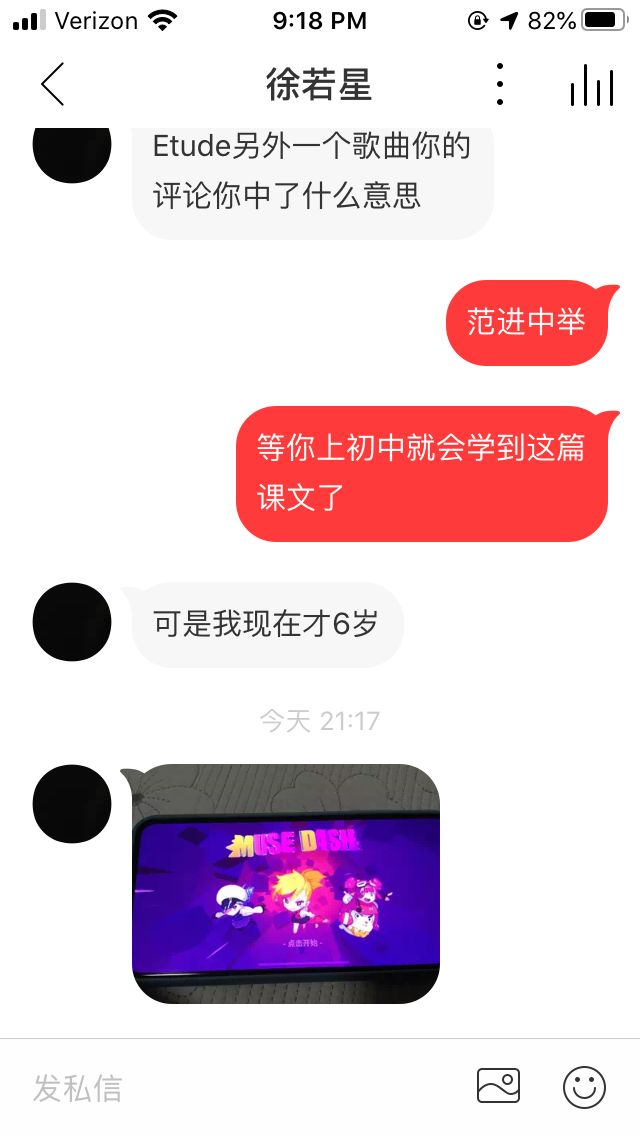 Verizon 9:18 PM 82%
徐若星
Etude另外一个歌曲你的
评论你中了什么意思
范进中举
等你上初中就会学到这篇
课文了
可是我现在才6岁
今天 21:17
MUSE DASH
- 点击开始 -
发私信